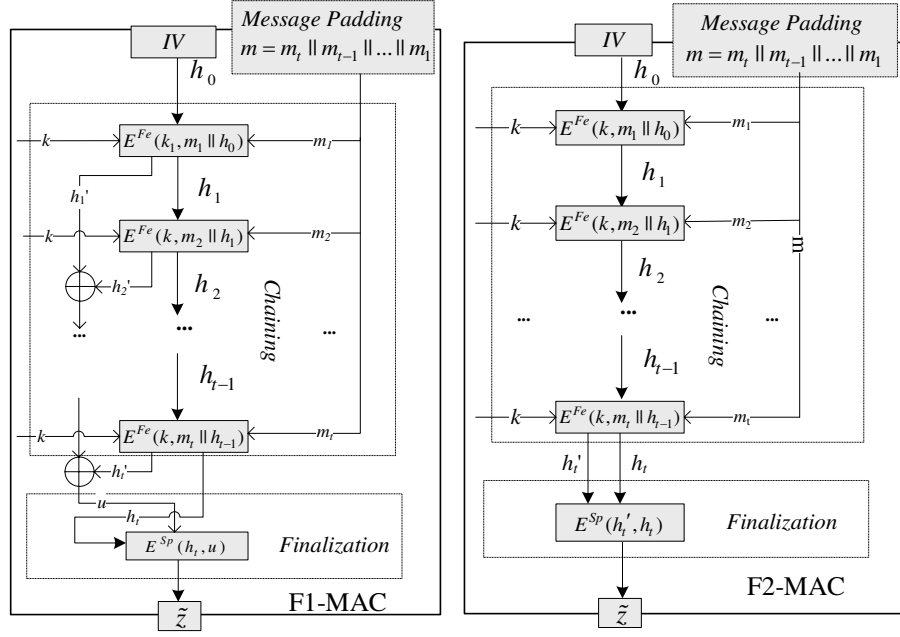 Message Padding
m = m_t || m_{t-1} || ... || m_1
IV
h_0
k
E^{Fe}(k_1, m_1 || h_0)
m_1
h_1'
h_1
k
E^{Fe}(k, m_2 || h_1)
m_2
h_2'
h_2
Chaining
...
...
...
h_{t-1}
k
E^{Fe}(k, m_t || h_{t-1})
m_t
h_t'
u
h_t
E^{Sp}(h_t, u)
Finalization
F1-MAC
z̃
Message Padding
m = m_t || m_{t-1} || ... || m_1
IV
h_0
k
E^{Fe}(k, m_1 || h_0)
m_1
h_1
k
E^{Fe}(k, m_2 || h_1)
m_2
m
h_2
Chaining
...
...
...
h_{t-1}
k
E^{Fe}(k, m_t || h_{t-1})
m_t
h_t'
h_t
E^{Sp}(h_t', h_t)
Finalization
F2-MAC
z̃